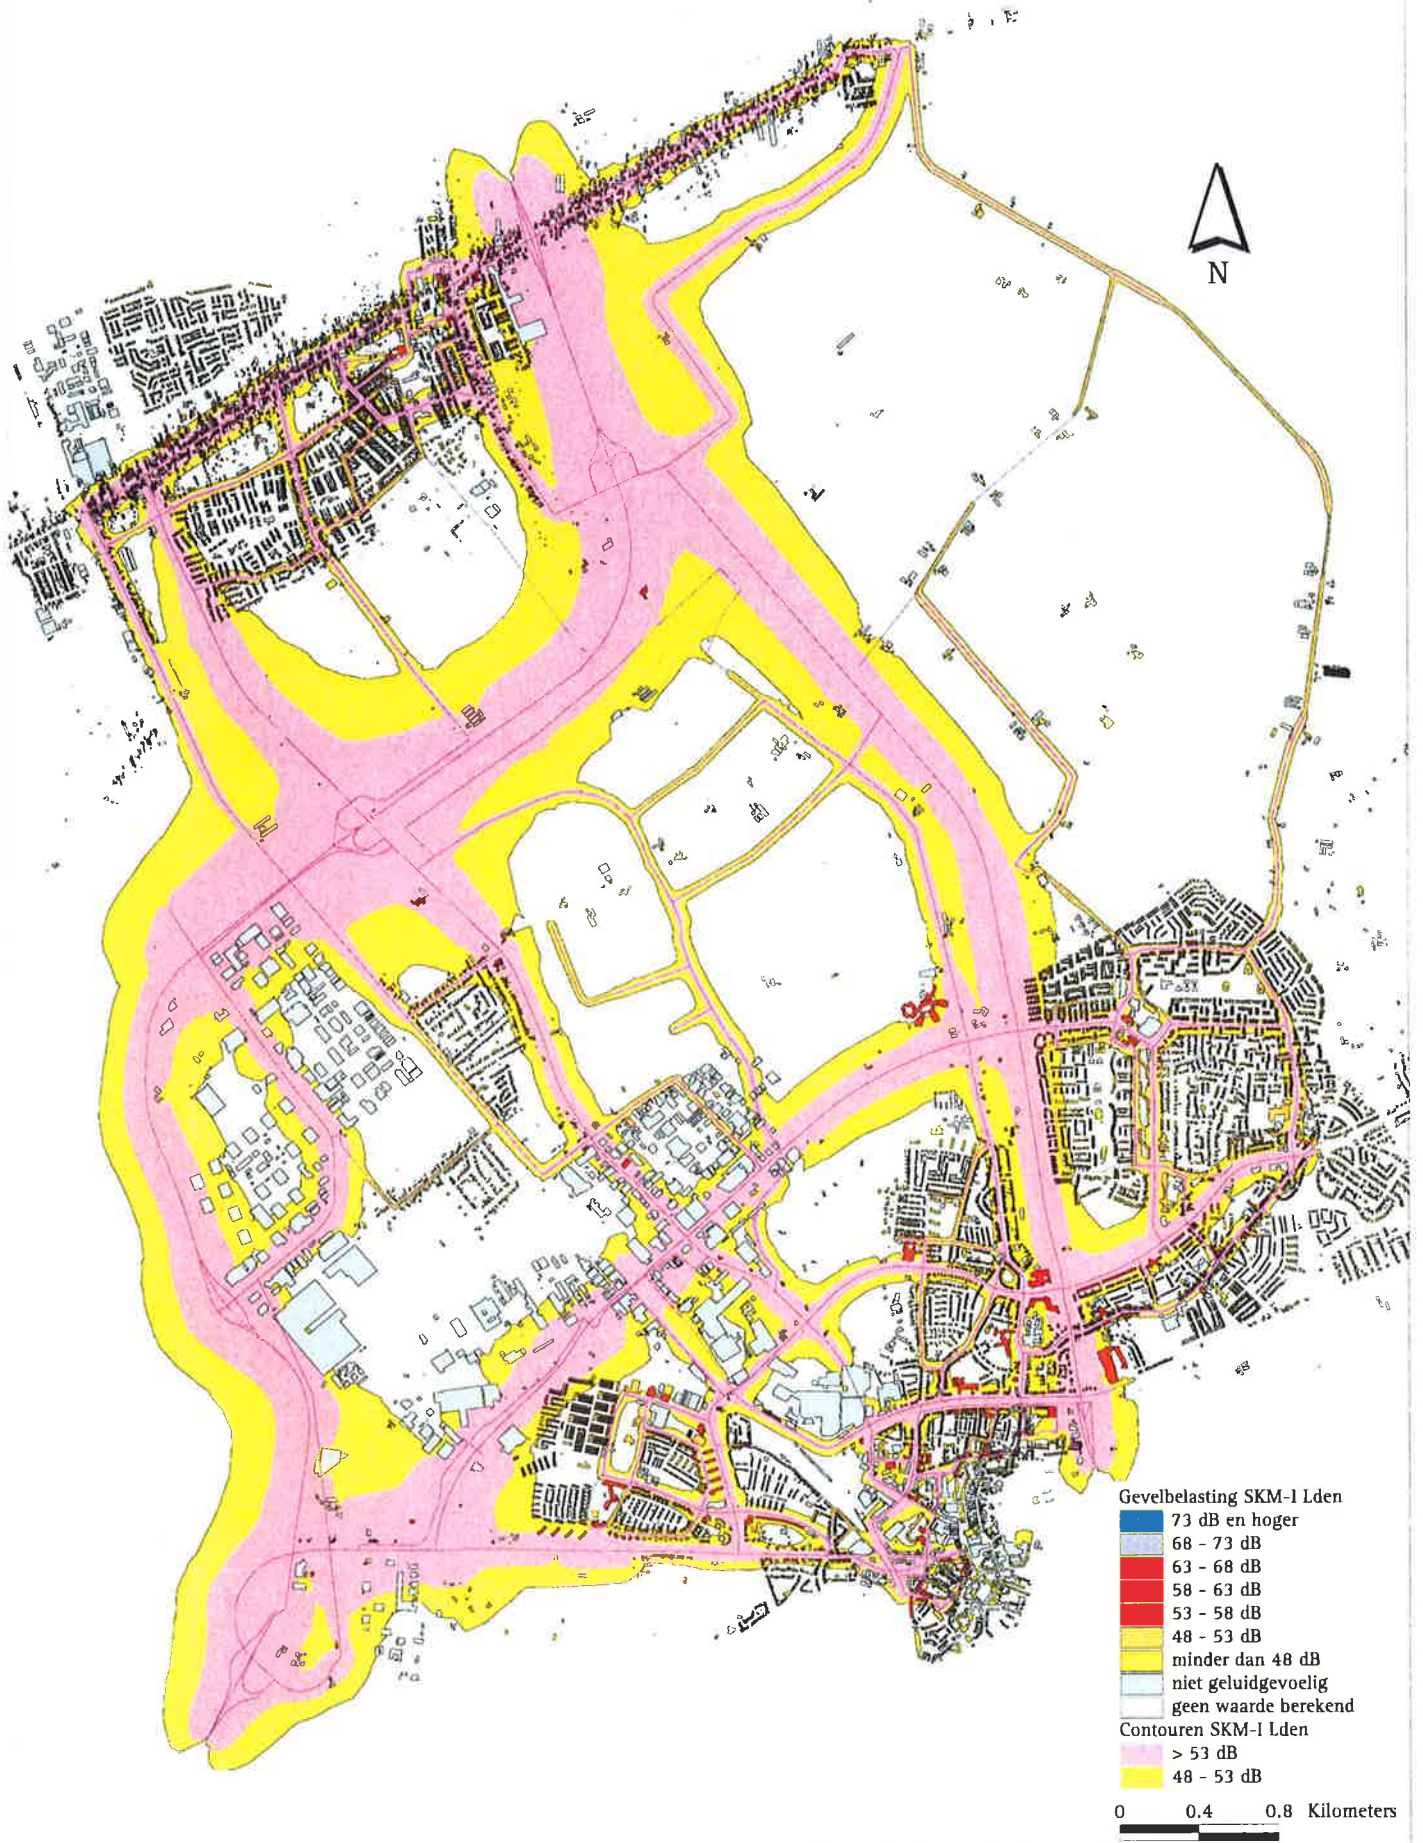 N
Gevelbelasting SKM-I Lden
73 dB en hoger
68 - 73 dB
63 - 68 dB
58 - 63 dB
53 - 58 dB
48 - 53 dB
minder dan 48 dB
niet geluidgevoelig
geen waarde berekend
Contouren SKM-I Lden
> 53 dB
48 - 53 dB
0 0.4 0.8 Kilometers